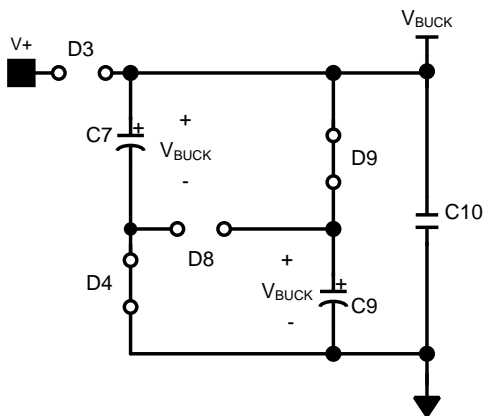 V+
D3
VBUCK
C7
±
+
VBUCK
-
D9
C10
D8
D4
+
VBUCK
-
±
C9